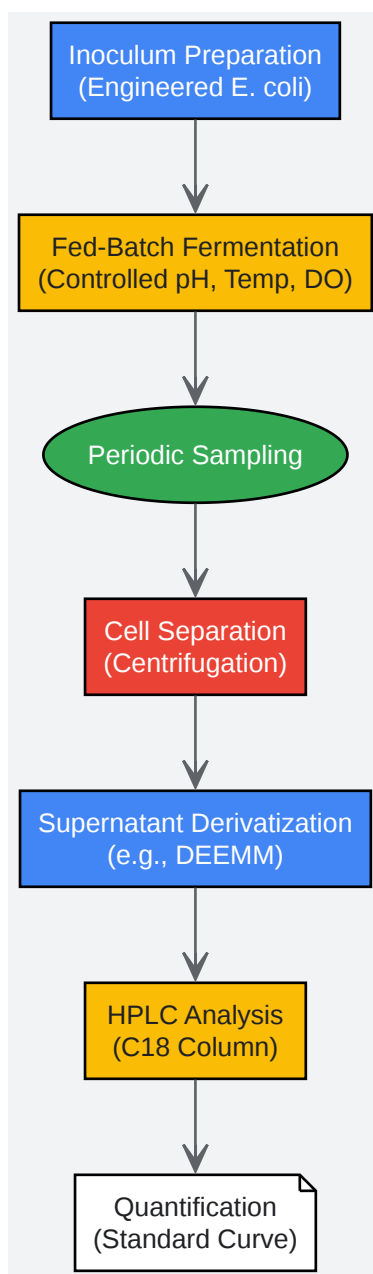 Inoculum Preparation
(Engineered E. coli)
Fed-Batch Fermentation
(Controlled pH, Temp, DO)
Periodic Sampling
Cell Separation
(Centrifugation)
Supernatant Derivatization
(e.g., DEEMM)
HPLC Analysis
(C18 Column)
Quantification
(Standard Curve)